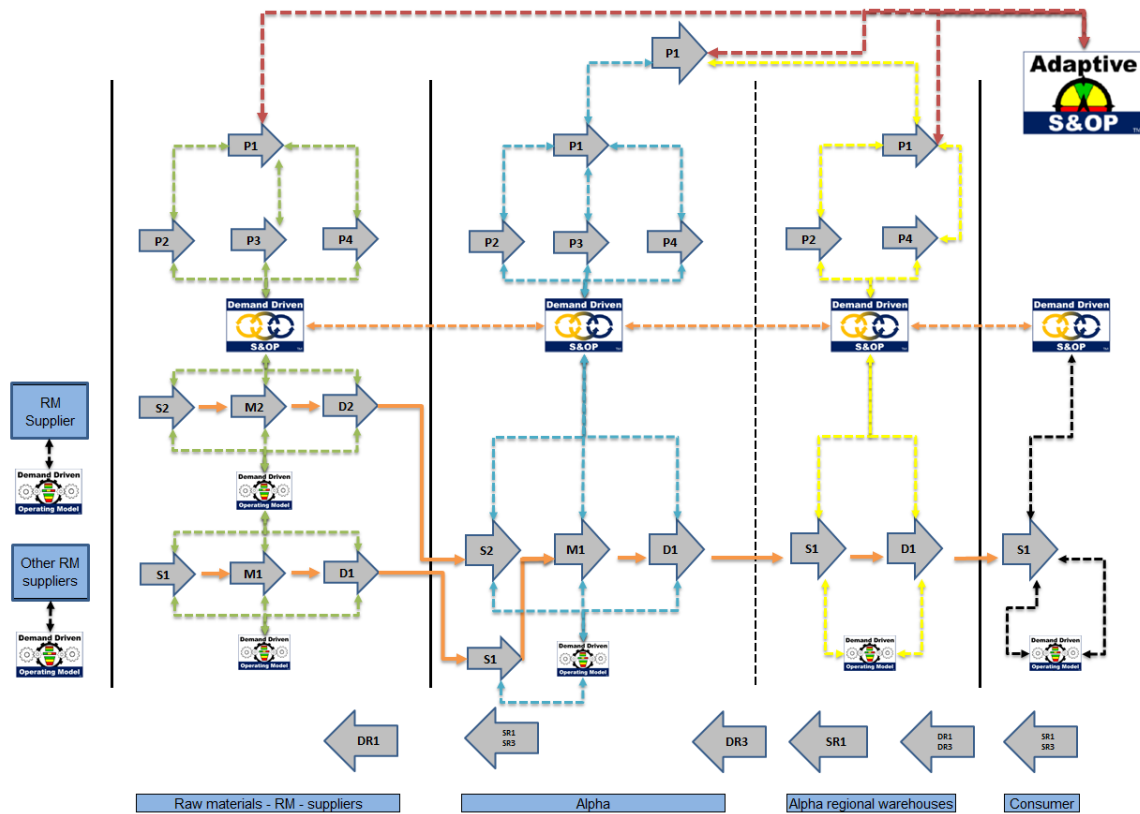 P1
Adaptive
S&OP
TM
P1
P1
P1
P2
P3
P4
P2
P3
P4
P2
P4
Demand Driven
S&OP
Demand Driven
S&OP
Demand Driven
S&OP
Demand Driven
S&OP
RM
Supplier
S2
M2
D2
Demand Driven
Operating Model
Demand Driven
Operating Model
Other RM
suppliers
S1
M1
D1
S2
M1
D1
S1
D1
S1
Demand Driven
Operating Model
Demand Driven
Operating Model
S1
Demand Driven
Operating Model
Demand Driven
Operating Model
Demand Driven
Operating Model
DR1
SR1
SR3
DR3
SR1
DR1
DR3
SR1
SR3
Raw materials - RM - suppliers
Alpha
Alpha regional warehouses
Consumer